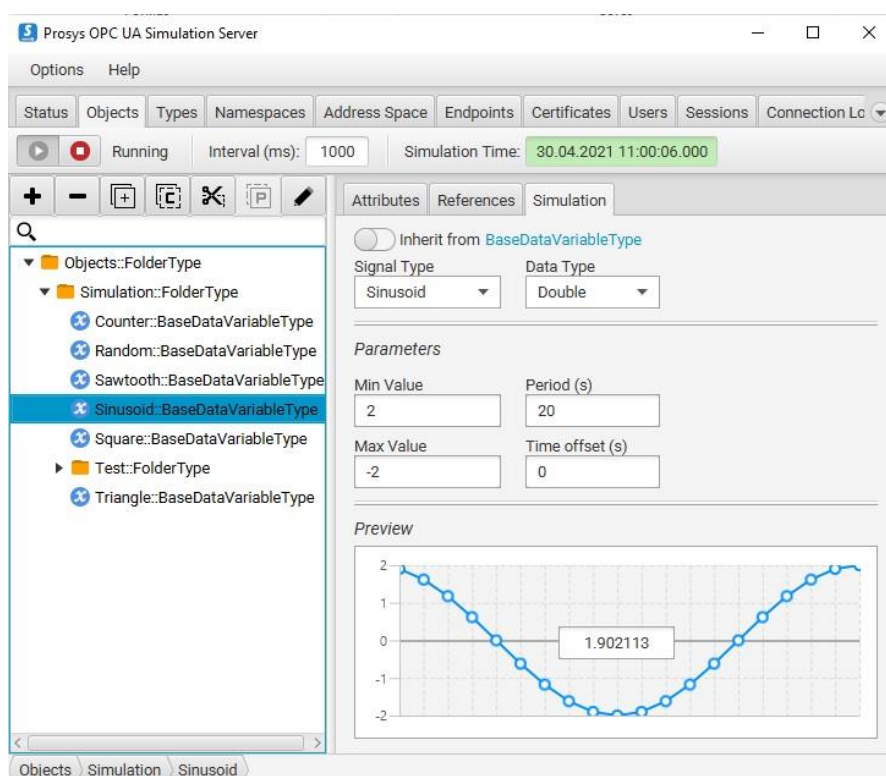 Prosys OPC UA Simulation Server
Options Help
Status Objects Types Namespaces Address Space Endpoints Certificates Users Sessions Connection Lo
Running Interval (ms): 1000 Simulation Time: 30.04.2021 11:00:06.000
Attributes References Simulation
Inherit from BaseDataVariableType
Signal Type Data Type
Sinusoid Double
Parameters
Min Value Period (s)
2 20
Max Value Time offset (s)
-2 0
Preview
2
1
0
-1
-2
1.902113
Objects::FolderType
Simulation::FolderType
Counter::BaseDataVariableType
Random::BaseDataVariableType
Sawtooth::BaseDataVariableType
Sinusoid::BaseDataVariableType
Square::BaseDataVariableType
Test::FolderType
Triangle::BaseDataVariableType
Objects Simulation Sinusoid